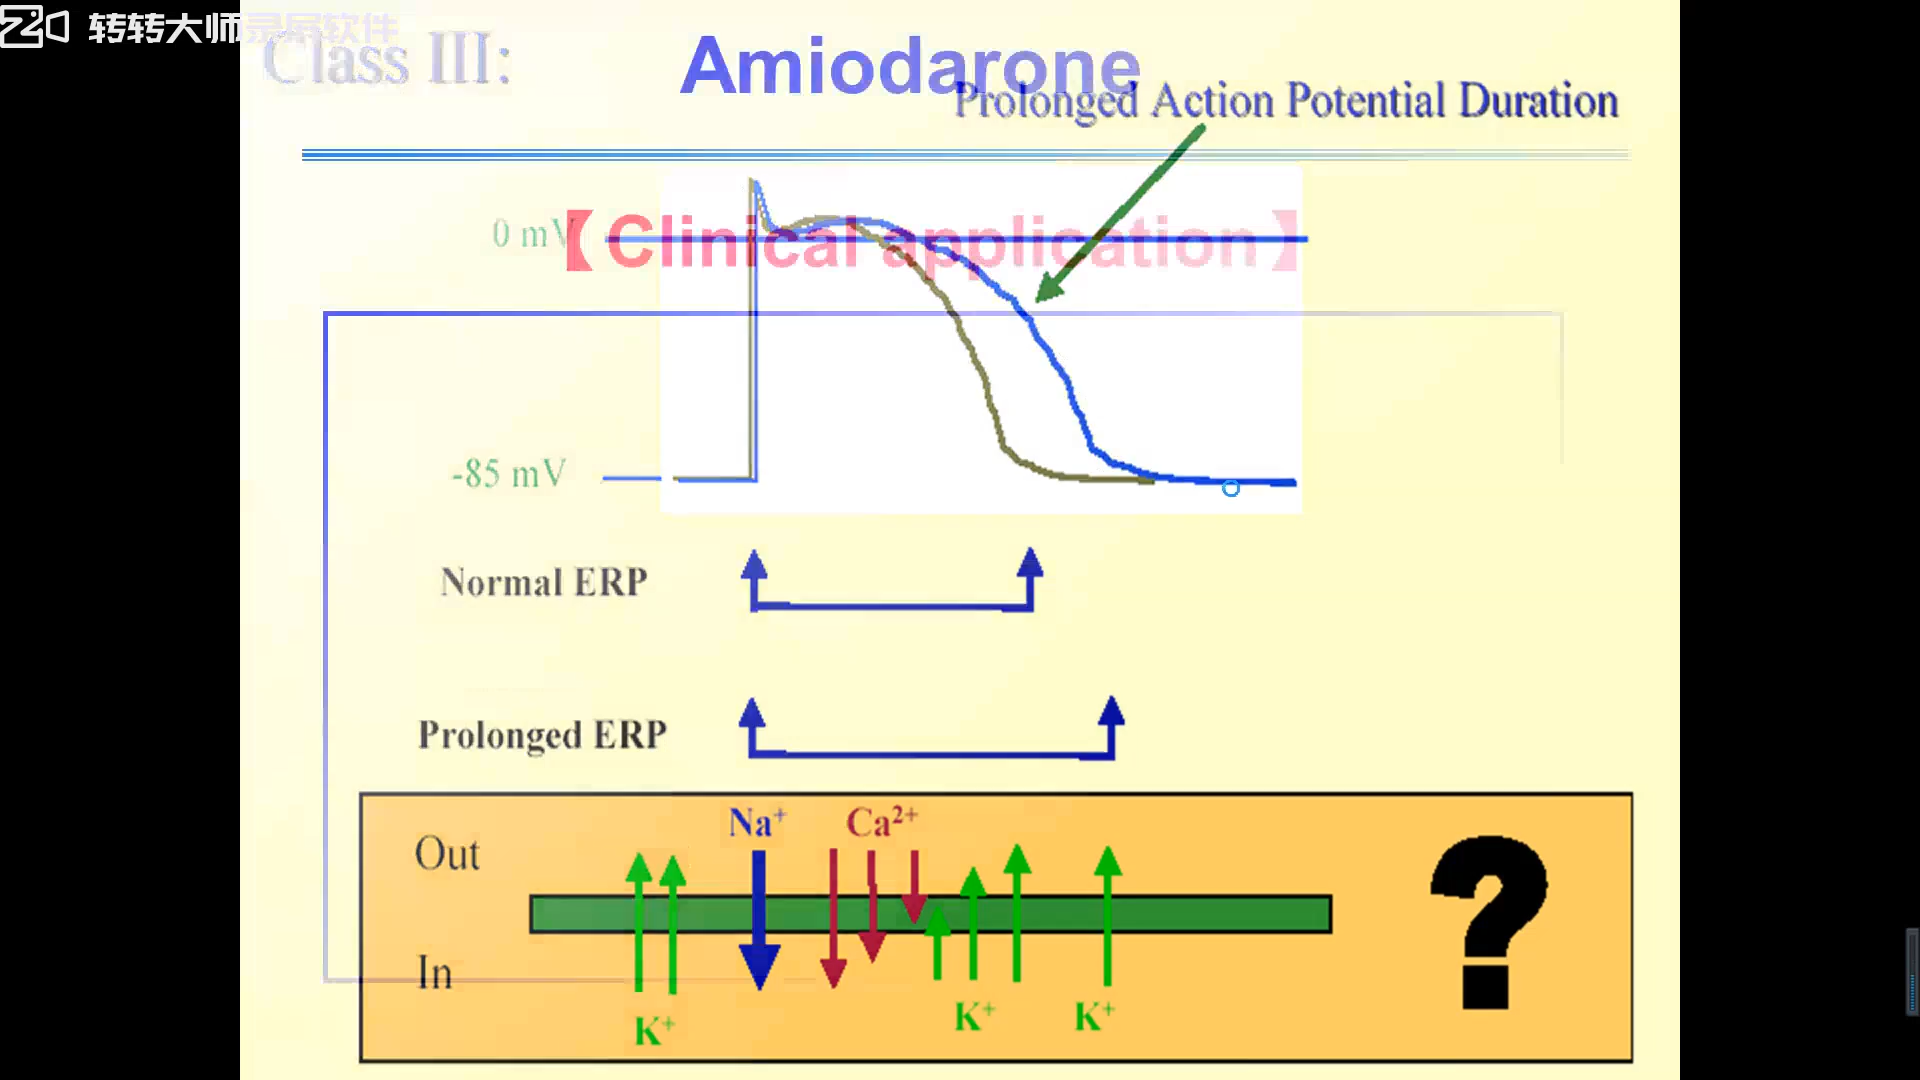 转转大师录屏软件
Class III:
Amiodarone
Prolonged Action Potential Duration
0 mV
【Clinical application】
-85 mV
Normal ERP
Prolonged ERP
Na⁺ Ca²⁺
Out
?
In
K⁺ K⁺ K⁺